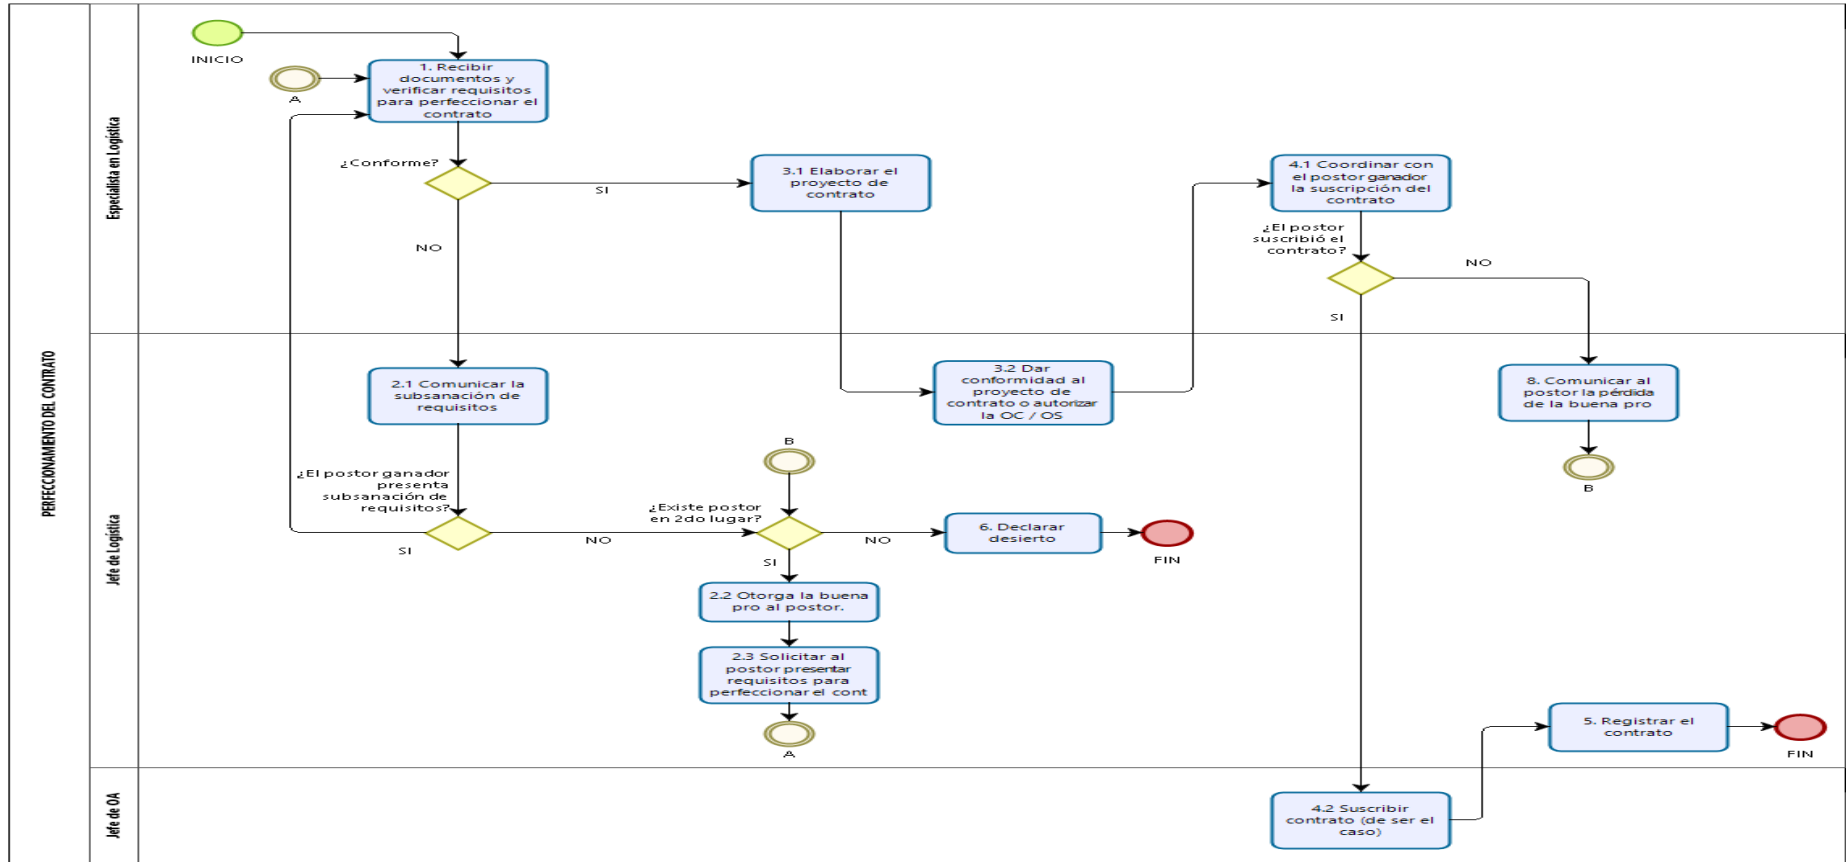 PERFECCIONAMIENTO DEL CONTRATO
Especialista en Logística
INICIO
A
1. Recibir
documentos y
verificar requisitos
para perfeccionar el
contrato
¿Conforme?
SI
NO
3.1 Elaborar el
proyecto de
contrato
4.1 Coordinar con
el postor ganador
la suscripción del
contrato
¿El postor
suscribió el
contrato?
NO
SI
Jefe de Logística
2.1 Comunicar la
subsanación de
requisitos
3.2 Dar
conformidad al
proyecto de
contrato o autorizar
la OC / OS
8. Comunicar al
postor la pérdida
de la buena pro
B
¿El postor ganador
presenta
subsanación de
requisitos?
SI
NO
B
¿Existe postor
en 2do lugar?
NO
SI
6. Declarar
desierto
FIN
2.2 Otorga la buena
pro al postor.
2.3 Solicitar al
postor presentar
requisitos para
perfeccionar el cont
A
5. Registrar el
contrato
FIN
Jefe de OA
4.2 Suscribir
contrato (de ser el
caso)